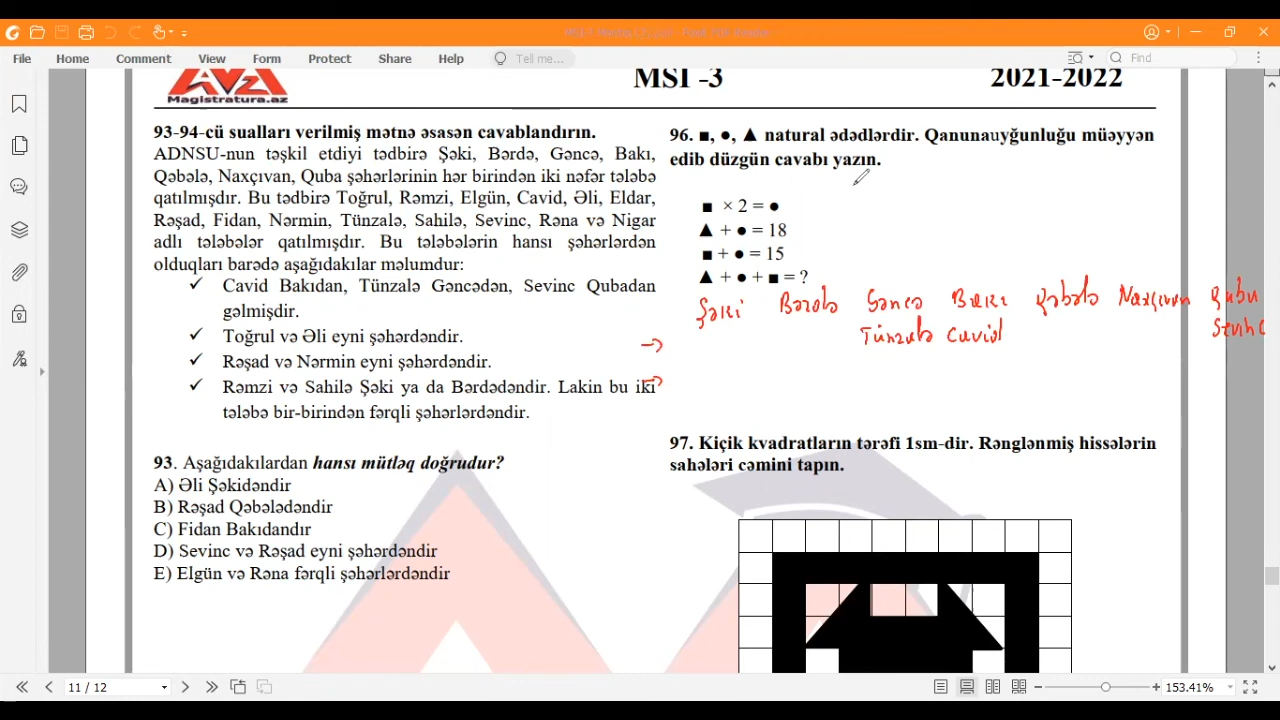 File Home Comment View Form Protect Share Help Tell me... Find
Magistratura.az
MSI -3
2021-2022
93-94-cü sualları verilmiş mətnə əsasən cavablandırın.
ADNSU-nun təşkil etdiyi tədbirə Şəki, Bərdə, Gəncə, Bakı,
Qəbələ, Naxçıvan, Quba şəhərlərinin hər birindən iki nəfər tələbə
qatılmışdır. Bu tədbirə Toğrul, Rəmzi, Elgün, Cavid, Əli, Eldar,
Rəşad, Fidan, Nərmin, Tünzalə, Sahilə, Sevinc, Rəna və Nigar
adlı tələbələr qatılmışdır. Bu tələbələrin hansı şəhərlərdən
olduqları barədə aşağıdakılar məlumdur:
✓ Cavid Bakıdan, Tünzalə Gəncədən, Sevinc Qubadan
gəlmişdir.
✓ Toğrul və Əli eyni şəhərdəndir.
✓ Rəşad və Nərmin eyni şəhərdəndir.
✓ Rəmzi və Sahilə Şəki ya da Bərdədəndir. Lakin bu iki
tələbə bir-birindən fərqli şəhərlərdəndir.
93. Aşağıdakılardan hansı mütləq doğrudur?
A) Əli Şəkidəndir
B) Rəşad Qəbələdəndir
C) Fidan Bakıdandır
D) Sevinc və Rəşad eyni şəhərdəndir
E) Elgün və Rəna fərqli şəhərlərdəndir
96. ■, ●, ▲ natural ədədlərdir. Qanunauyğunluğu müəyyən
edib düzgün cavabı yazın.
■ × 2 = ●
▲ + ● = 18
■ + ● = 15
▲ + ● + ■ = ?
Şəki Bərdə Gəncə Bakı Qəbələ Naxçıvan Quba
Tünzalə Cavid Sevinc
97. Kiçik kvadratların tərəfi 1sm-dir. Rənglənmiş hissələrin
sahələri cəmini tapın.
11 / 12
153.41%